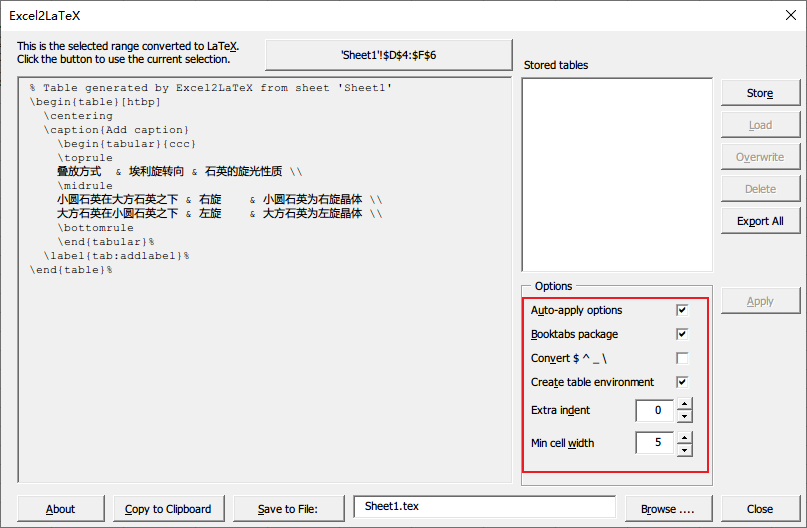 Excel2LaTeX
This is the selected range converted to LaTeX.
Click the button to use the current selection.
'Sheet1'!$D$4:$F$6
% Table generated by Excel2LaTeX from sheet 'Sheet1'
\begin{table}[htbp]
\centering
\caption{Add caption}
\begin{tabular}{ccc}
\toprule
叠放方式 & 埃利旋转向 & 石英的旋光性质 \\
\midrule
小圆石英在大方石英之下 & 右旋 & 小圆石英为右旋晶体 \\
大方石英在小圆石英之下 & 左旋 & 大方石英为左旋晶体 \\
\bottomrule
\end{tabular}%
\label{tab:addlabel}%
\end{table}%
Stored tables
Store
Load
Overwrite
Delete
Export All
Options
Auto-apply options
Booktabs package
Convert $ ^ _ \
Create table environment
Extra indent 0
Min cell width 5
Apply
About
Copy to Clipboard
Save to File:
Sheet1.tex
Browse ....
Close